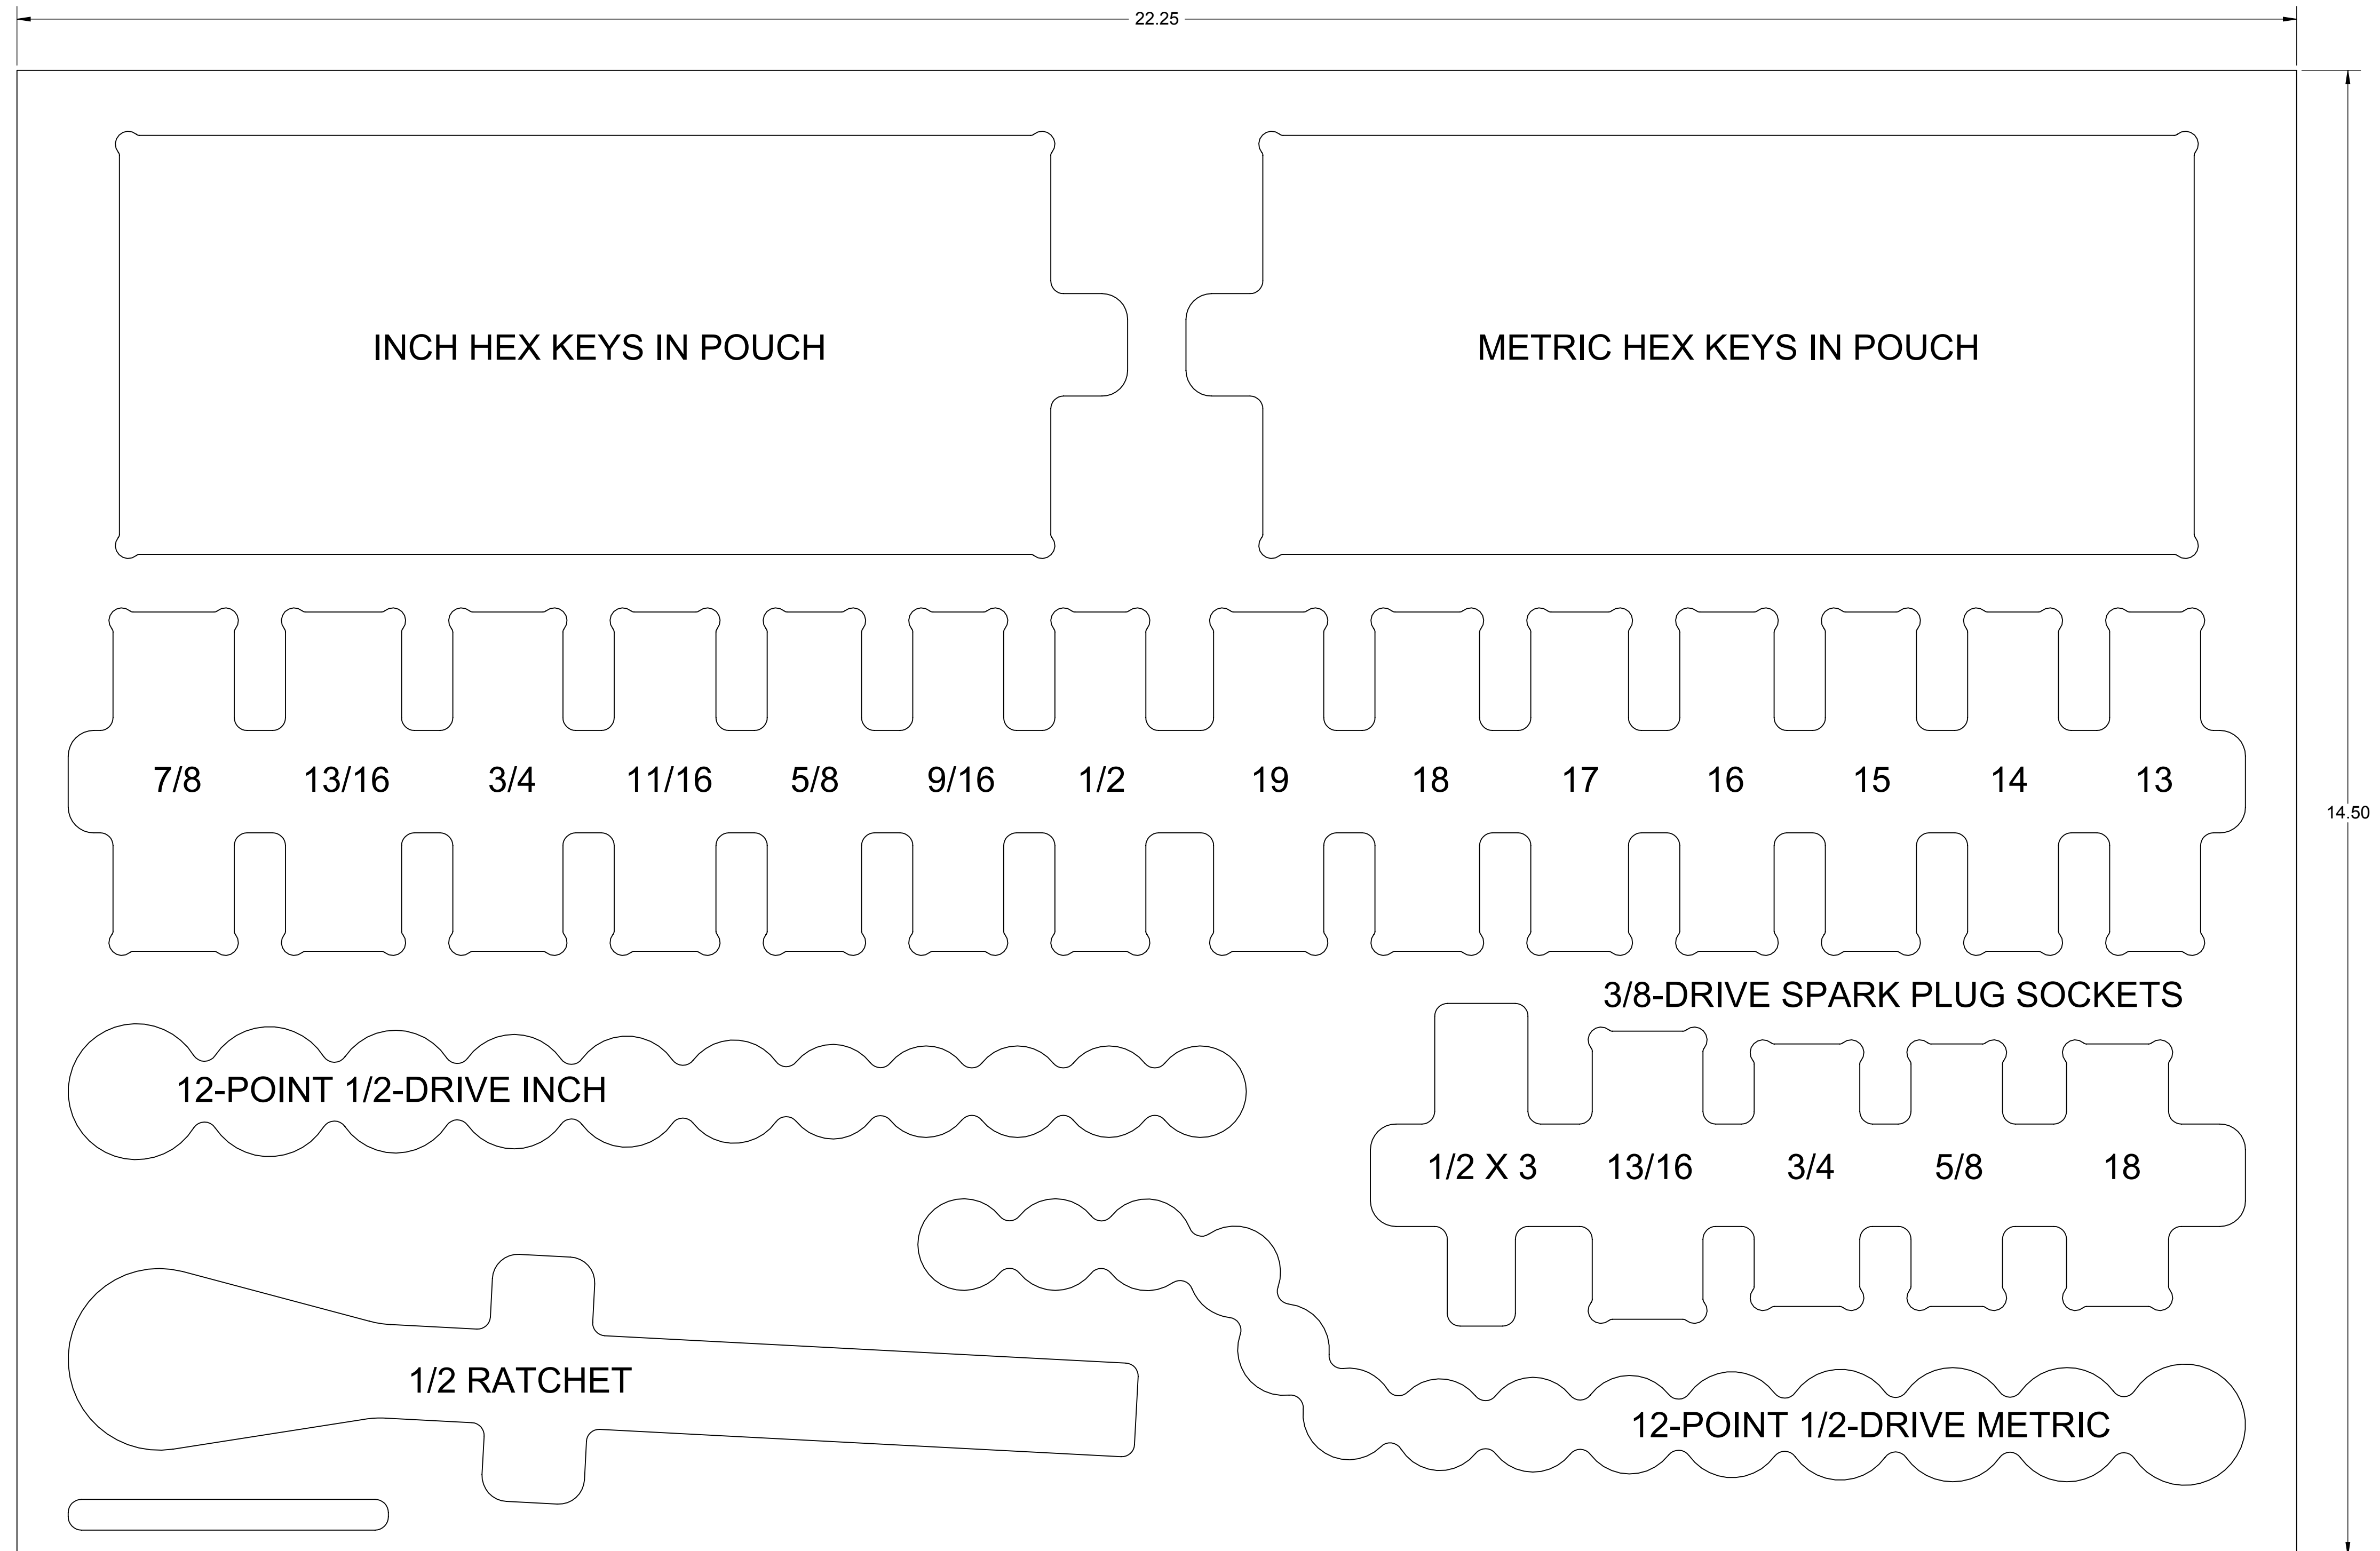 22.25
INCH HEX KEYS IN POUCH
METRIC HEX KEYS IN POUCH
7/8 13/16 3/4 11/16 5/8 9/16 1/2 19 18 17 16 15 14 13
14.50
3/8-DRIVE SPARK PLUG SOCKETS
12-POINT 1/2-DRIVE INCH
1/2 X 3 13/16 3/4 5/8 18
1/2 RATCHET
12-POINT 1/2-DRIVE METRIC